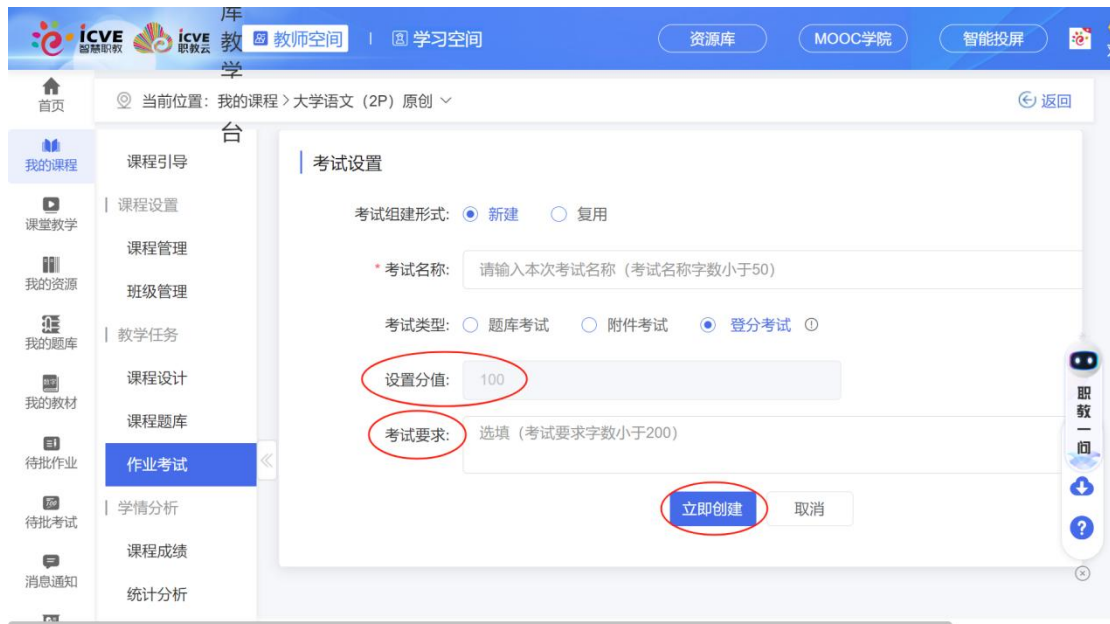 库
icve 智慧职教
icve 职教云
教 教师空间 学习空间 资源库 MOOC学院 智能投屏
学
台
首页
当前位置：我的课程 > 大学语文（2P）原创
返回
我的课程
课堂教学
我的资源
我的题库
我的教材
待批作业
待批考试
消息通知
课程引导
课程设置
课程管理
班级管理
教学任务
课程设计
课程题库
作业考试
学情分析
课程成绩
统计分析
考试设置
考试组建形式: 新建 复用
* 考试名称: 请输入本次考试名称（考试名称字数小于50）
考试类型: 题库考试 附件考试 登分考试
设置分值: 100
考试要求: 选填（考试要求字数小于200）
立即创建 取消
职
教
一
问